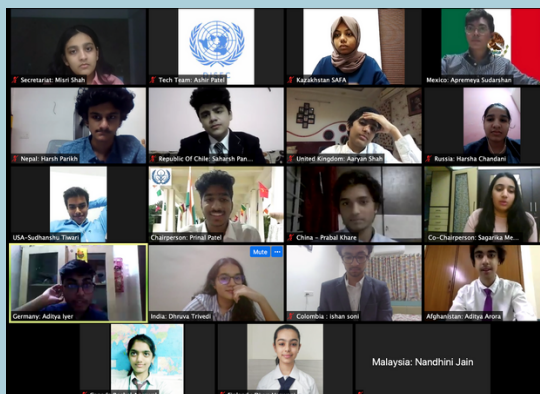 Secretariat: Misri Shah
Tech Team: Ashir Patel
Kazakhstan SAFA
Mexico: Apremeya Sudarshan
Nepal: Harsh Parikh
Republic Of Chile: Saharsh Pan...
United Kingdom: Aaryan Shah
Russia: Harsha Chandani
USA-Sudhanshu Tiwari
Chairperson: Prinal Patel
China - Prabal Khare
Co-Chairperson: Sagarika Me...
Mute
Germany: Aditya Iyer
India: Dhruva Trivedi
Colombia : ishan soni
Afghanistan: Aditya Arora
Malaysia: Nandhini Jain